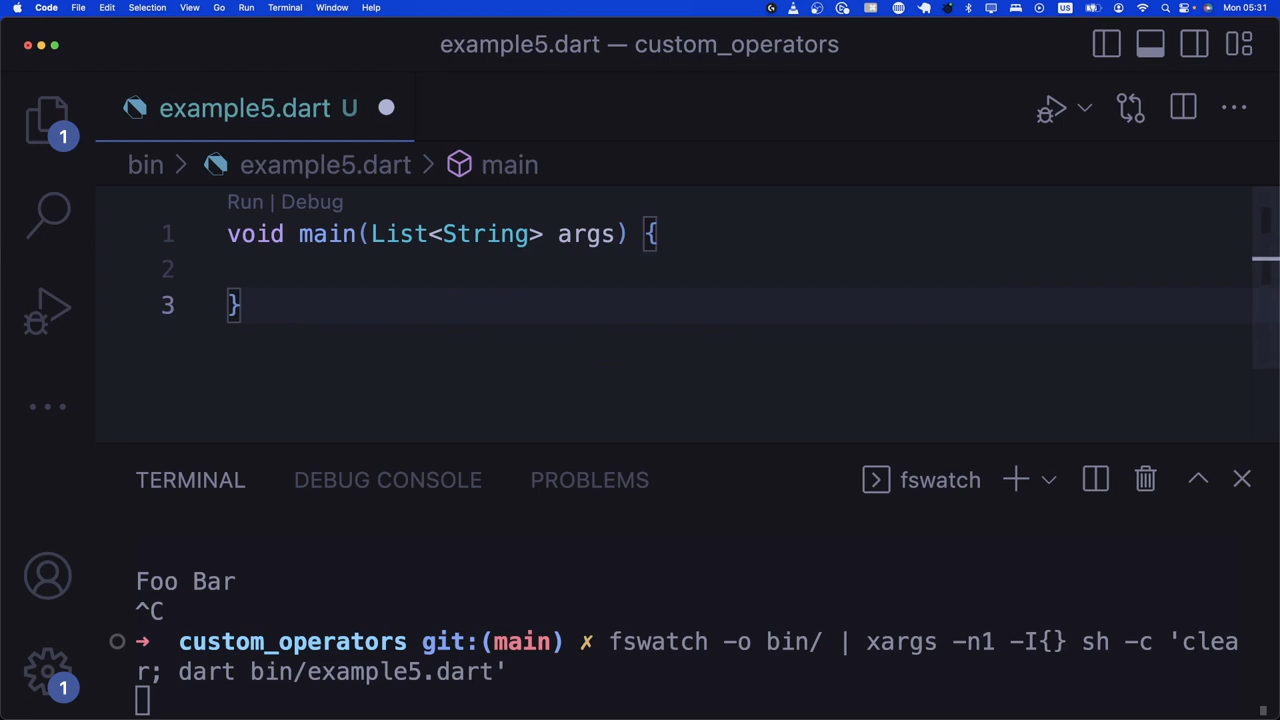 Code File Edit Selection View Go Run Terminal Window Help US Mon 05:31
example5.dart — custom_operators
example5.dart U
1
bin > example5.dart > main
Run | Debug
1 void main(List<String> args) {
2
3 }
TERMINAL DEBUG CONSOLE PROBLEMS fswatch
Foo Bar
^C
→ custom_operators git:(main) ✗ fswatch -o bin/ | xargs -n1 -I{} sh -c 'clea
r; dart bin/example5.dart'
1